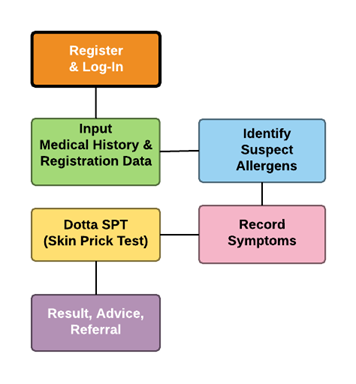 Register
& Log-In
Input
Medical History &
Registration Data
Identify
Suspect
Allergens
Record
Symptoms
Dotta SPT
(Skin Prick Test)
Result, Advice,
Referral